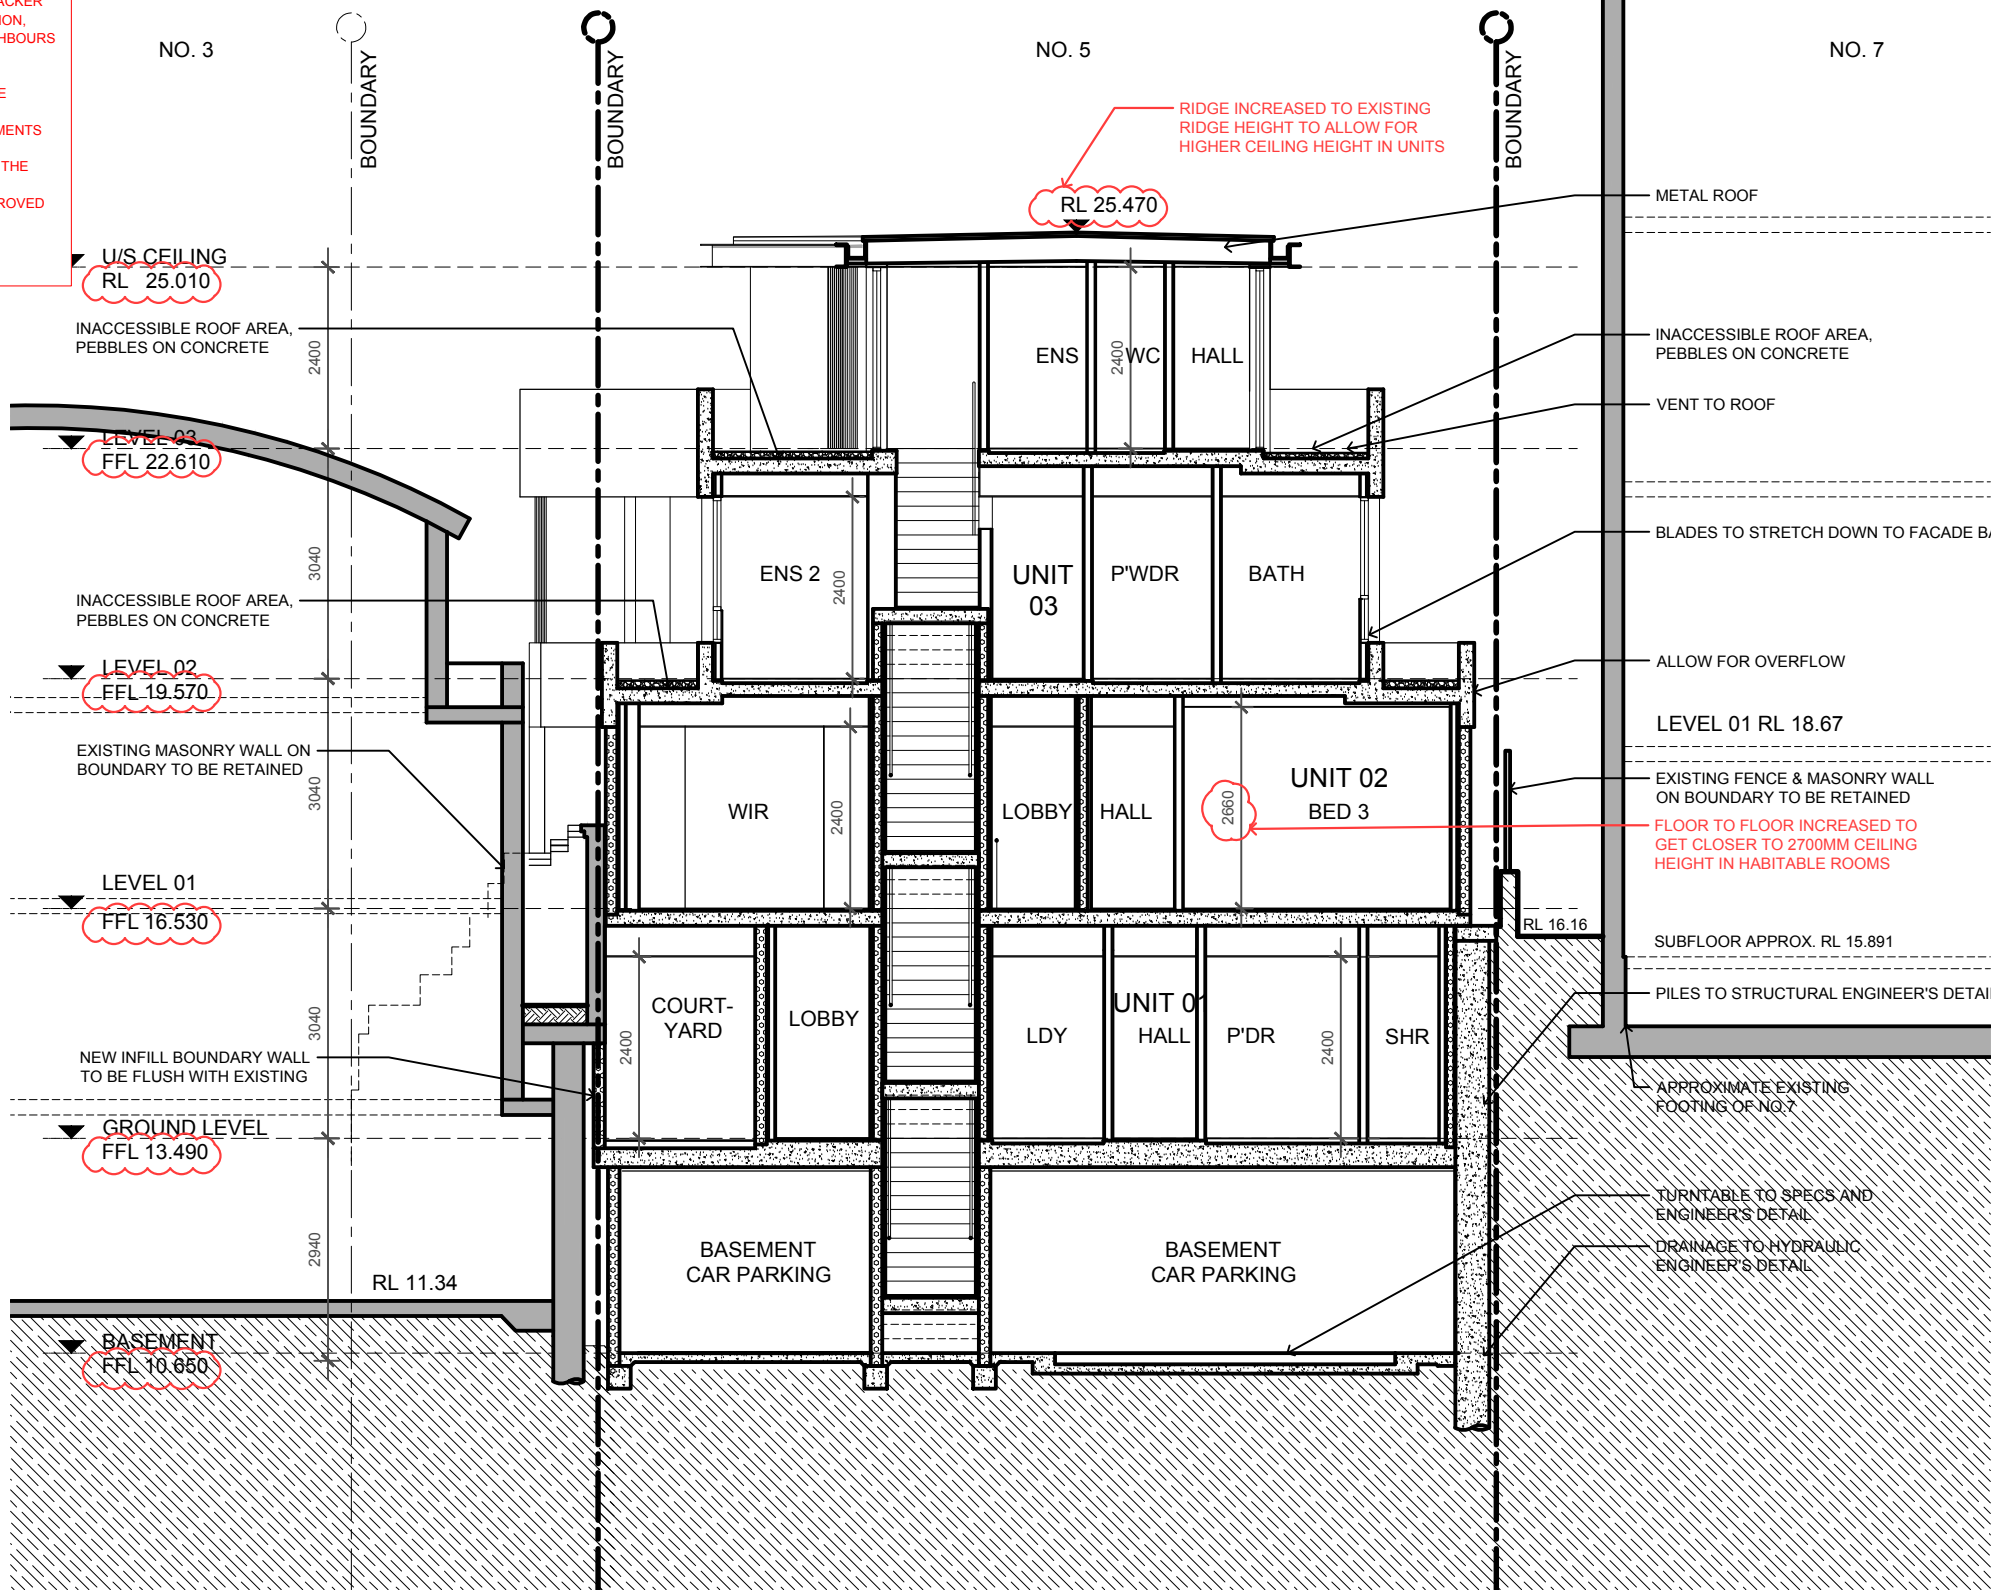 ACKER
ION,
HBOURS
E
MENTS
THE
ROVED
NO. 3
NO. 5
NO. 7
BOUNDARY
BOUNDARY
BOUNDARY
RIDGE INCREASED TO EXISTING
RIDGE HEIGHT TO ALLOW FOR
HIGHER CEILING HEIGHT IN UNITS
RL 25.470
METAL ROOF
U/S CEILING
RL 25.010
INACCESSIBLE ROOF AREA,
PEBBLES ON CONCRETE
2400
ENS
2400
WC
HALL
INACCESSIBLE ROOF AREA,
PEBBLES ON CONCRETE
VENT TO ROOF
LEVEL 03
FFL 22.610
3040
ENS 2
2400
UNIT
03
P'WDR
BATH
BLADES TO STRETCH DOWN TO FACADE BA
INACCESSIBLE ROOF AREA,
PEBBLES ON CONCRETE
LEVEL 02
FFL 19.570
ALLOW FOR OVERFLOW
LEVEL 01 RL 18.67
EXISTING MASONRY WALL ON
BOUNDARY TO BE RETAINED
3040
WIR
2400
LOBBY
HALL
2660
UNIT 02
BED 3
EXISTING FENCE & MASONRY WALL
ON BOUNDARY TO BE RETAINED
FLOOR TO FLOOR INCREASED TO
GET CLOSER TO 2700MM CEILING
HEIGHT IN HABITABLE ROOMS
LEVEL 01
FFL 16.530
RL 16.16
SUBFLOOR APPROX. RL 15.891
3040
2400
COURT-
YARD
LOBBY
LDY
UNIT 0
HALL
P'DR
2400
SHR
PILES TO STRUCTURAL ENGINEER'S DETAI
NEW INFILL BOUNDARY WALL
TO BE FLUSH WITH EXISTING
APPROXIMATE EXISTING
FOOTING OF NO.7
GROUND LEVEL
FFL 13.490
2940
BASEMENT
CAR PARKING
BASEMENT
CAR PARKING
TURNTABLE TO SPECS AND
ENGINEER'S DETAIL
DRAINAGE TO HYDRAULIC
ENGINEER'S DETAIL
RL 11.34
BASEMENT
FFL 10.650